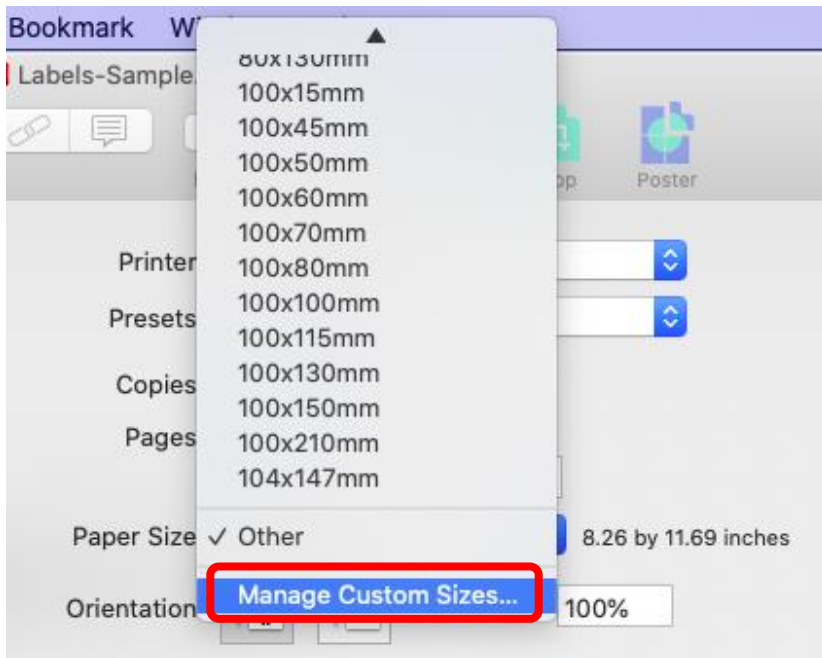 Bookmark
Labels-Sample
80x130mm
100x15mm
100x45mm
100x50mm
100x60mm
Poster
100x70mm
Printer
100x80mm
100x100mm
Presets
100x115mm
100x130mm
Copies
100x150mm
Pages
100x210mm
104x147mm
Paper Size ✓ Other 8.26 by 11.69 inches
Orientation Manage Custom Sizes... 100%